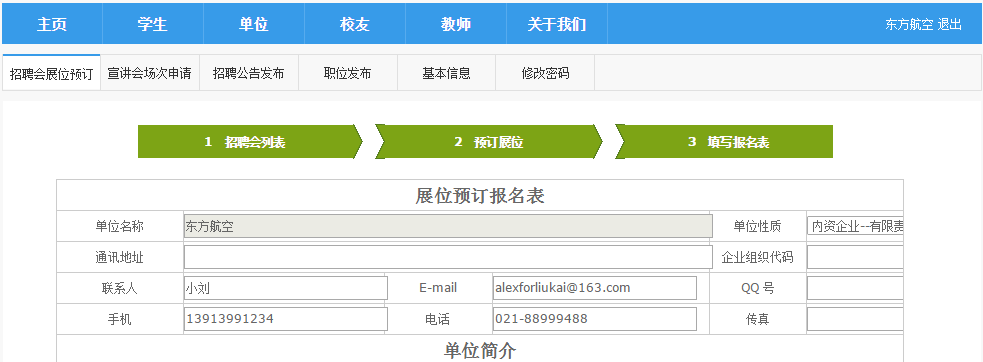 主页 学生 单位 校友 教师 关于我们 东方航空 退出
招聘会展位预订 宣讲会场次申请 招聘公告发布 职位发布 基本信息 修改密码
1 招聘会列表 2 预订展位 3 填写报名表
展位预订报名表
单位名称 东方航空 单位性质 内资企业--有限责
通讯地址 企业组织代码
联系人 小刘 E-mail alexforliukai@163.com QQ 号
手机 13913991234 电话 021-88999488 传真
单位简介